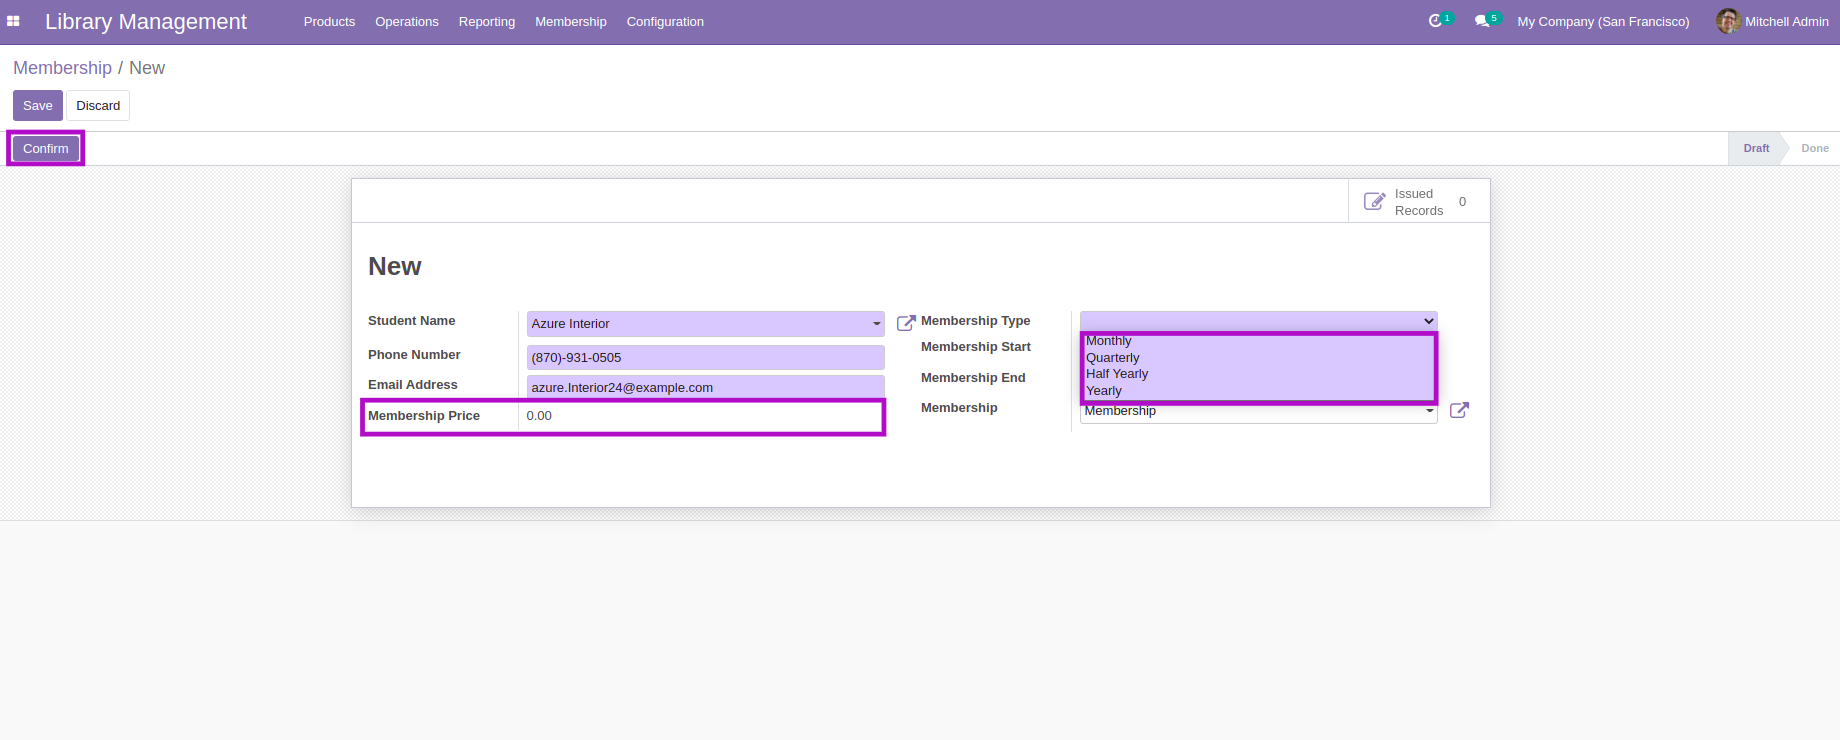 Library Management
Products Operations Reporting Membership Configuration
1 5 My Company (San Francisco) Mitchell Admin
Membership / New
Save Discard
Confirm
Draft Done
Issued Records 0
New
Student Name Azure Interior
Phone Number (870)-931-0505
Email Address azure.Interior24@example.com
Membership Price 0.00
Membership Type
Monthly
Quarterly
Half Yearly
Yearly
Membership Start
Membership End
Membership Membership